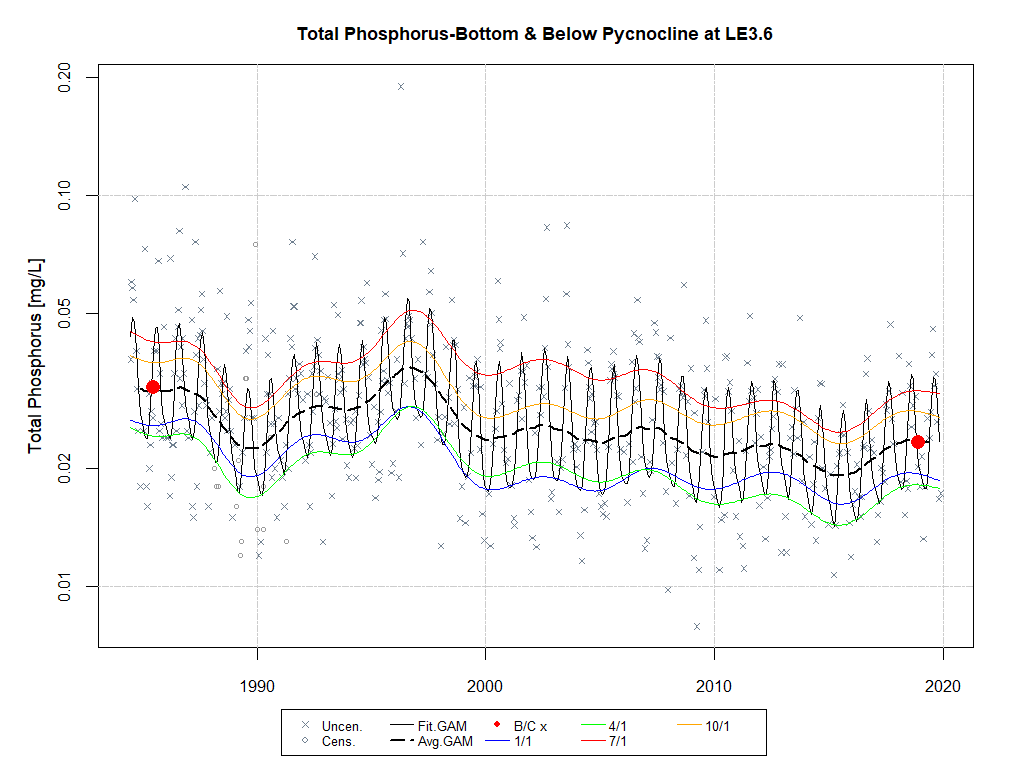 Total Phosphorus-Bottom & Below Pycnocline at LE3.6
Total Phosphorus [mg/L]
0.20
0.10
0.05
0.02
0.01
1990 2000 2010 2020
Uncen. Fit.GAM B/C x 4/1 10/1
Cens. Avg.GAM 1/1 7/1